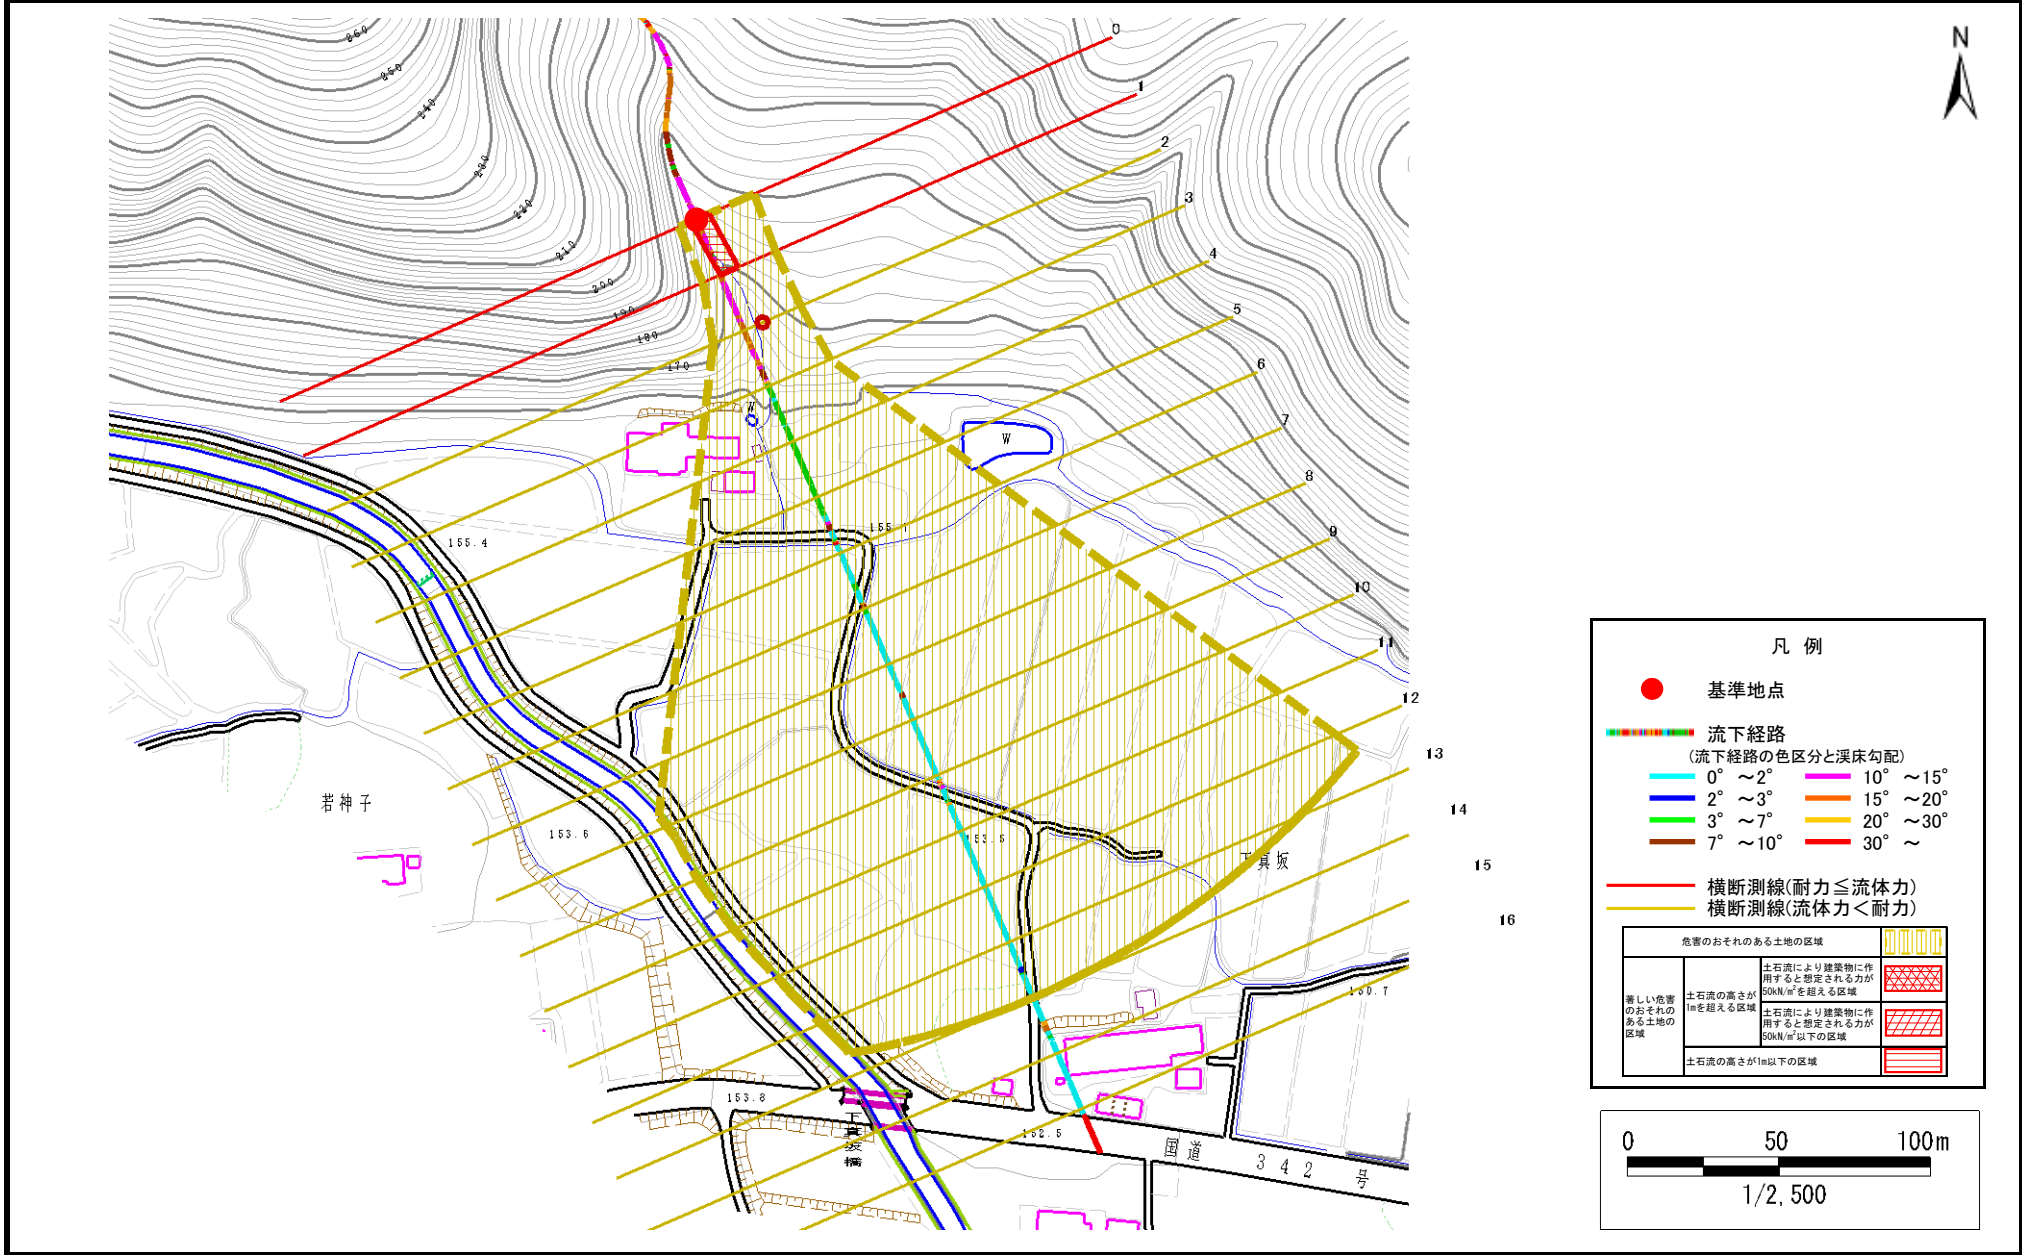 N
0
1
2
3
4
5
6
7
8
9
10
11
12
13
14
15
16
260
250
240
230
220
210
200
190
180
170
W
W
155.4
155.1
153.6
153.5
150.7
153.8
152.5
若神子
下真坂
下真坂橋
国道 342 号
凡 例
基準地点
流下経路
(流下経路の色区分と渓床勾配)
0° ～2° 10° ～15°
2° ～3° 15° ～20°
3° ～7° 20° ～30°
7° ～10° 30° ～
横断測線(耐力≦流体力)
横断測線(流体力＜耐力)
危害のおそれのある土地の区域
著しい危害
のおそれの
ある土地の
区域
土石流の高さが
1mを超える区域
土石流により建築物に作
用すると想定される力が
50kN/m²を超える区域
土石流により建築物に作
用すると想定される力が
50kN/m²以下の区域
土石流の高さが1m以下の区域
0 50 100m
1/2,500